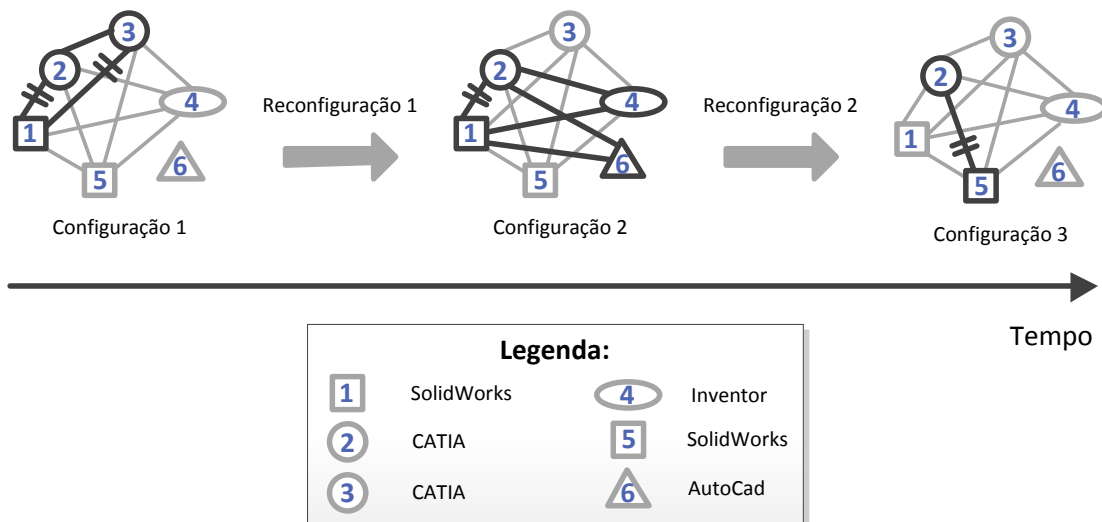 3
2
4
1
6
5
Configuração 1
Reconfiguração 1
3
2
4
1
6
5
Configuração 2
Reconfiguração 2
3
2
4
1
6
5
Configuração 3
Tempo
Legenda:
1 SolidWorks
4 Inventor
2 CATIA
5 SolidWorks
3 CATIA
6 AutoCad